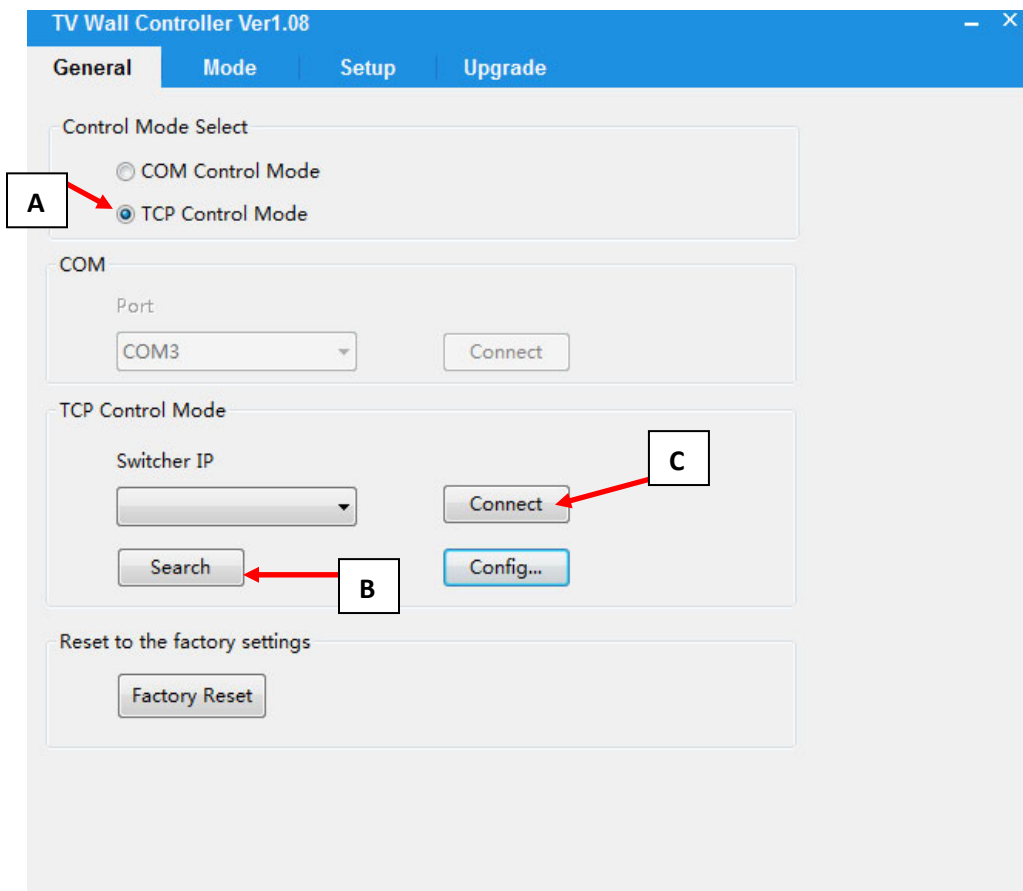 TV Wall Controller Ver1.08
General Mode Setup Upgrade
Control Mode Select
COM Control Mode
A
TCP Control Mode
COM
Port
COM3 Connect
TCP Control Mode
Switcher IP
C
Connect
Search Config...
B
Reset to the factory settings
Factory Reset